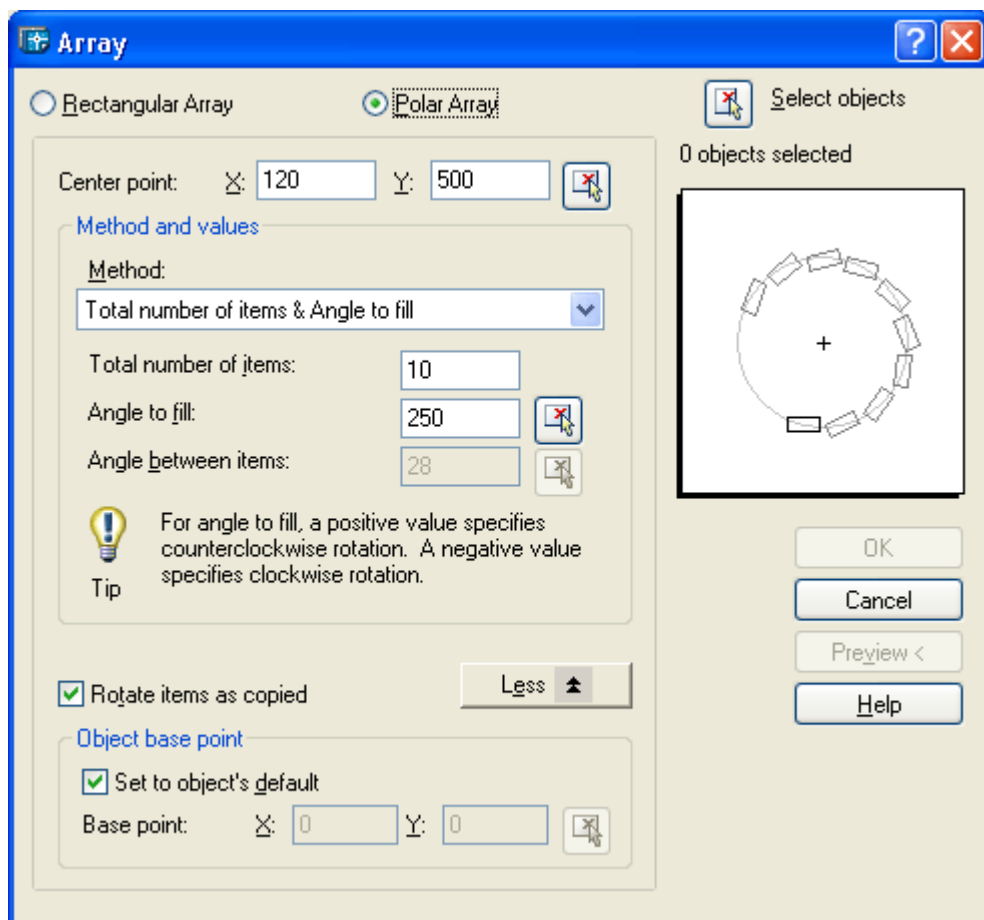 Array
Rectangular Array
Polar Array
Select objects
0 objects selected
Center point: X: 120 Y: 500
Method and values
Method:
Total number of items & Angle to fill
Total number of items: 10
Angle to fill: 250
Angle between items: 28
For angle to fill, a positive value specifies
counterclockwise rotation. A negative value
specifies clockwise rotation.
Tip
OK
Cancel
Preview <
Help
Rotate items as copied
Less
Object base point
Set to object's default
Base point: X: 0 Y: 0